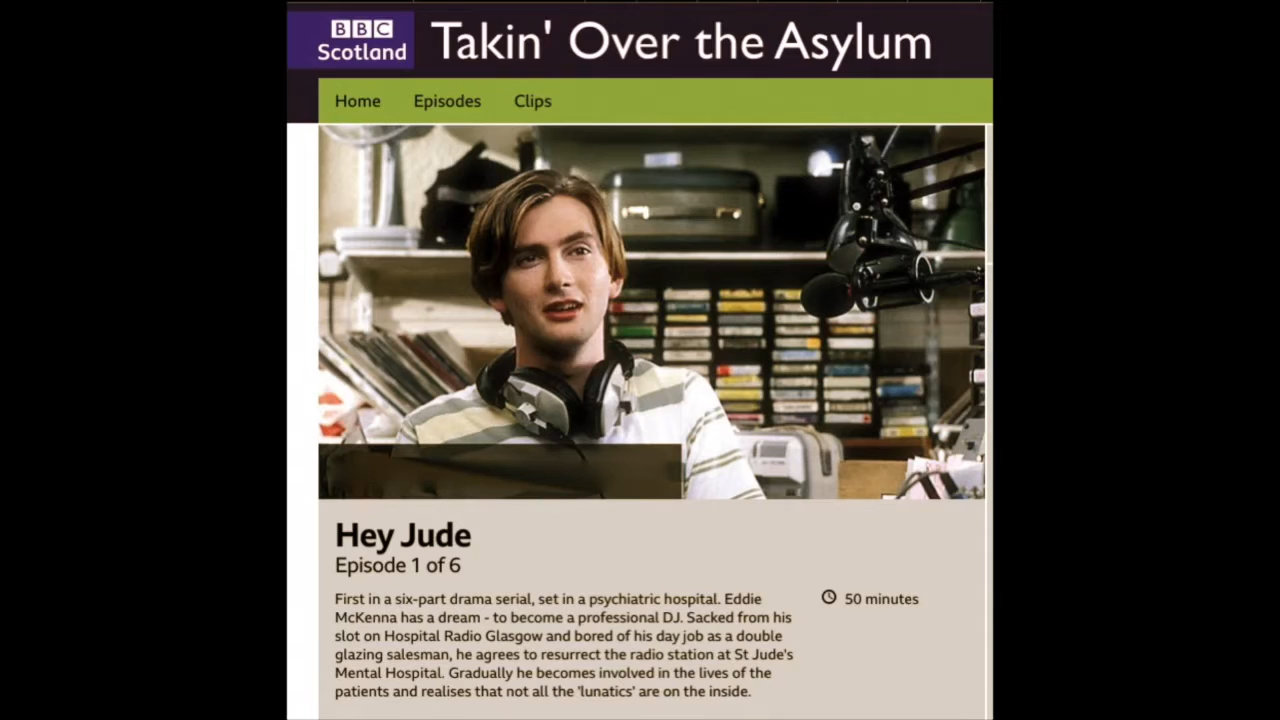 BBC
Scotland
Takin' Over the Asylum
Home Episodes Clips
Hey Jude
Episode 1 of 6
First in a six-part drama serial, set in a psychiatric hospital. Eddie
McKenna has a dream - to become a professional DJ. Sacked from his
slot on Hospital Radio Glasgow and bored of his day job as a double
glazing salesman, he agrees to resurrect the radio station at St Jude's
Mental Hospital. Gradually he becomes involved in the lives of the
patients and realises that not all the 'lunatics' are on the inside.
50 minutes